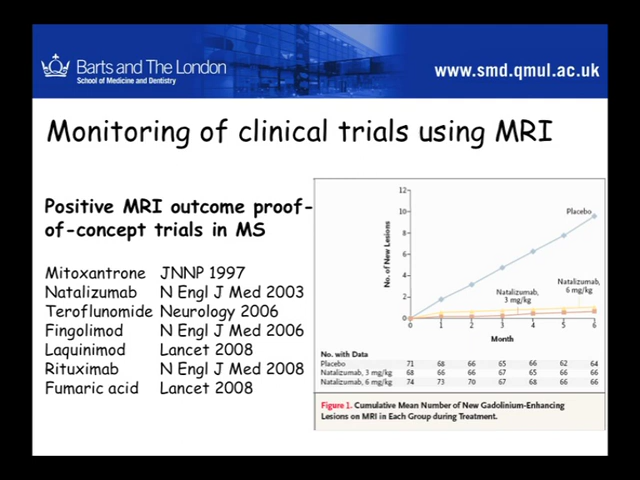 Barts and The London
School of Medicine and Dentistry
www.smd.qmul.ac.uk
Monitoring of clinical trials using MRI
Positive MRI outcome proof-
of-concept trials in MS
Mitoxantrone JNNP 1997
Natalizumab N Engl J Med 2003
Teroflunomide Neurology 2006
Fingolimod N Engl J Med 2006
Laquinimod Lancet 2008
Rituximab N Engl J Med 2008
Fumaric acid Lancet 2008
No. of New Lesions
12
10
8
6
4
2
0
Placebo
Natalizumab,
3 mg/kg
Natalizumab,
6 mg/kg
0 1 2 3 4 5 6
Month
No. with Data
Placebo 71 68 66 65 66 62 64
Natalizumab, 3 mg/kg 68 66 66 67 65 66 66
Natalizumab, 6 mg/kg 74 73 70 67 68 66 66
Figure 1. Cumulative Mean Number of New Gadolinium-Enhancing
Lesions on MRI in Each Group during Treatment.